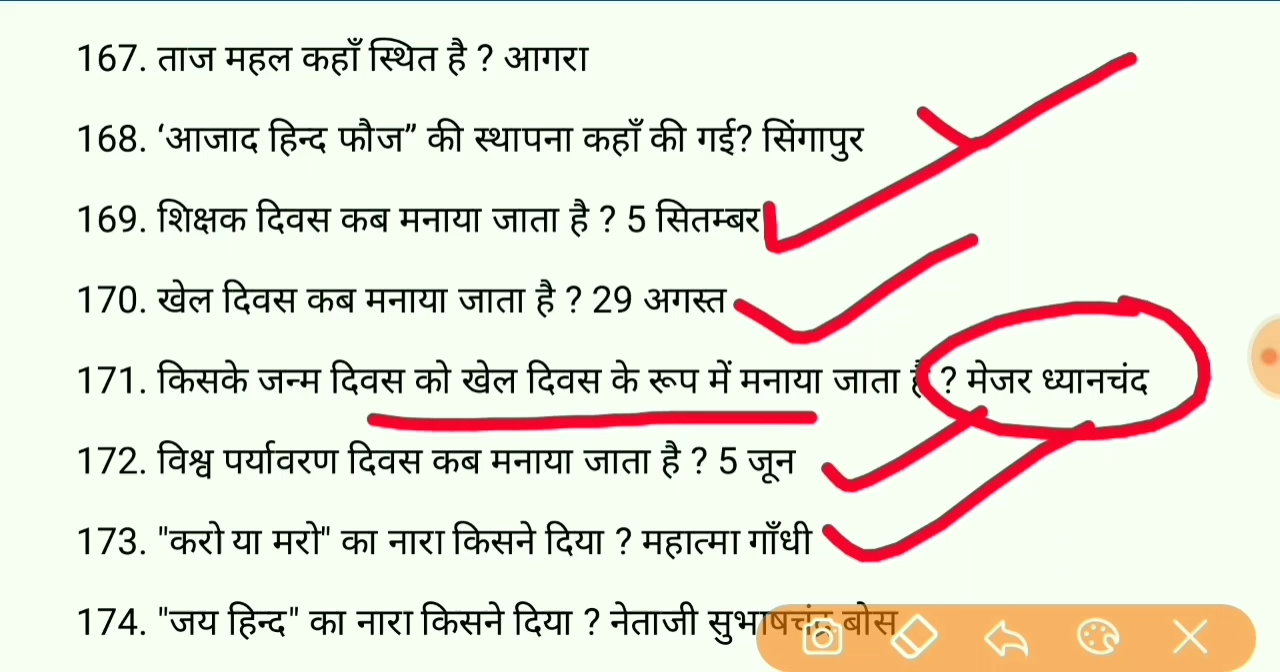 167. ताज महल कहाँ स्थित है ? आगरा
168. ‘आजाद हिन्द फौज” की स्थापना कहाँ की गई? सिंगापुर
169. शिक्षक दिवस कब मनाया जाता है ? 5 सितम्बर
170. खेल दिवस कब मनाया जाता है ? 29 अगस्त
171. किसके जन्म दिवस को खेल दिवस के रूप में मनाया जाता है ? मेजर ध्यानचंद
172. विश्व पर्यावरण दिवस कब मनाया जाता है ? 5 जून
173. "करो या मरो" का नारा किसने दिया ? महात्मा गाँधी
174. "जय हिन्द" का नारा किसने दिया ? नेताजी सुभाषचंद्र बोस